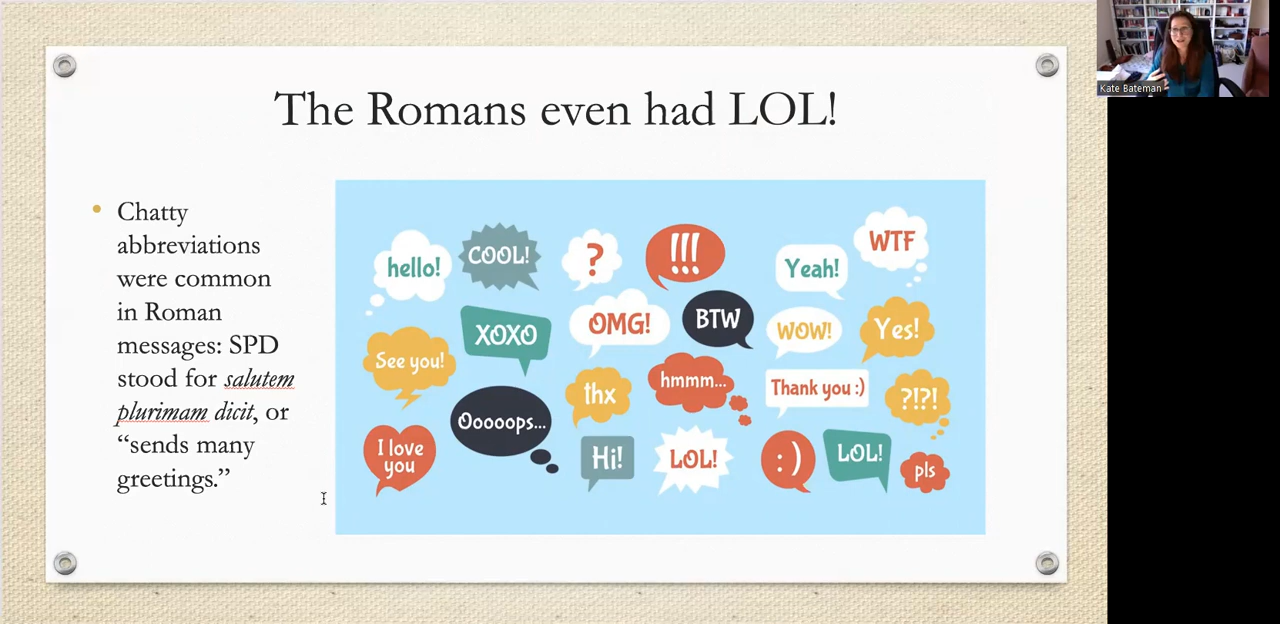 The Romans even had LOL!
• Chatty
abbreviations
were common
in Roman
messages: SPD
stood for salutem
plurimam dicit, or
“sends many
greetings.”
hello!
COOL!
?
!!!
Yeah!
WTF
See you!
XOXO
OMG!
BTW
WOW!
Yes!
Ooooops...
thx
hmmm...
Thank you :)
?!?!
I love
you
Hi!
LOL!
:)
LOL!
pls
Kate Bateman